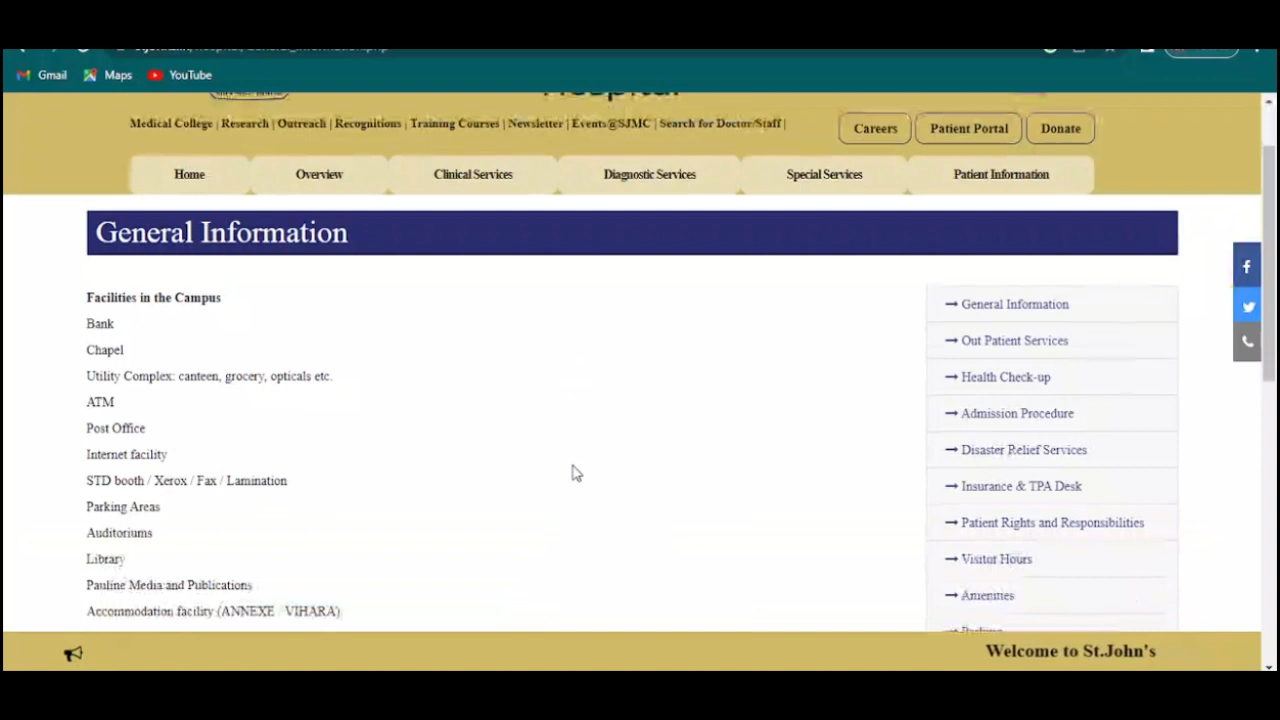 Gmail Maps YouTube
Hospital
Medical College | Research | Outreach | Recognitions | Training Courses | Newsletter | Events@SJMC | Search for Doctor/Staff |
Careers Patient Portal Donate
Home Overview Clinical Services Diagnostic Services Special Services Patient Information
General Information
Facilities in the Campus
Bank
Chapel
Utility Complex: canteen, grocery, opticals etc.
ATM
Post Office
Internet facility
STD booth / Xerox / Fax / Lamination
Parking Areas
Auditoriums
Library
Pauline Media and Publications
Accommodation facility (ANNEXE / VIHARA)
General Information
Out Patient Services
Health Check-up
Admission Procedure
Disaster Relief Services
Insurance & TPA Desk
Patient Rights and Responsibilities
Visitor Hours
Amenities
Parking
Welcome to St.John's